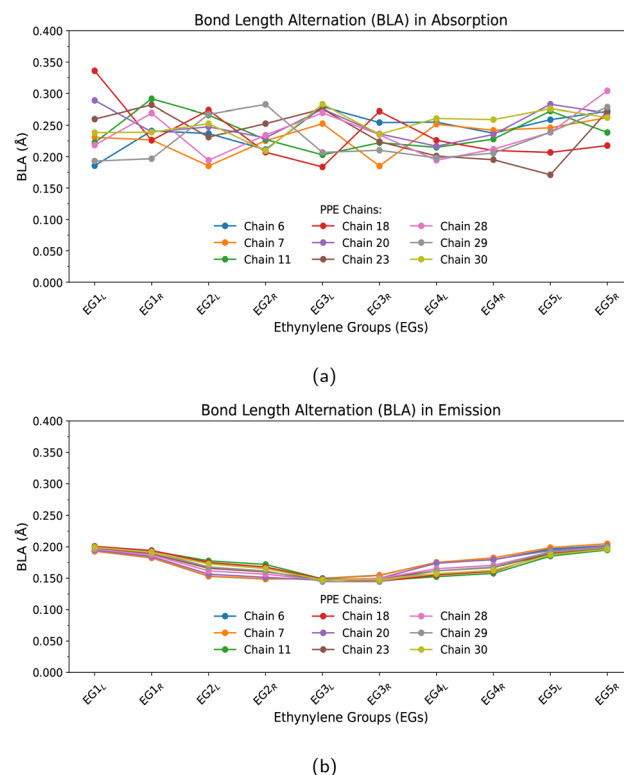 Bond Length Alternation (BLA) in Absorption
0.400
0.350
0.300
0.250
0.200
0.150
0.100
0.050
0.000
BLA (Å)
PPE Chains:
Chain 6 Chain 18 Chain 28
Chain 7 Chain 20 Chain 29
Chain 11 Chain 23 Chain 30
EG1L EG1R EG2L EG2R EG3L EG3R EG4L EG4R EG5L EG5R
Ethynylene Groups (EGs)
(a)
Bond Length Alternation (BLA) in Emission
0.400
0.350
0.300
0.250
0.200
0.150
0.100
0.050
0.000
BLA (Å)
PPE Chains:
Chain 6 Chain 18 Chain 28
Chain 7 Chain 20 Chain 29
Chain 11 Chain 23 Chain 30
EG1L EG1R EG2L EG2R EG3L EG3R EG4L EG4R EG5L EG5R
Ethynylene Groups (EGs)
(b)